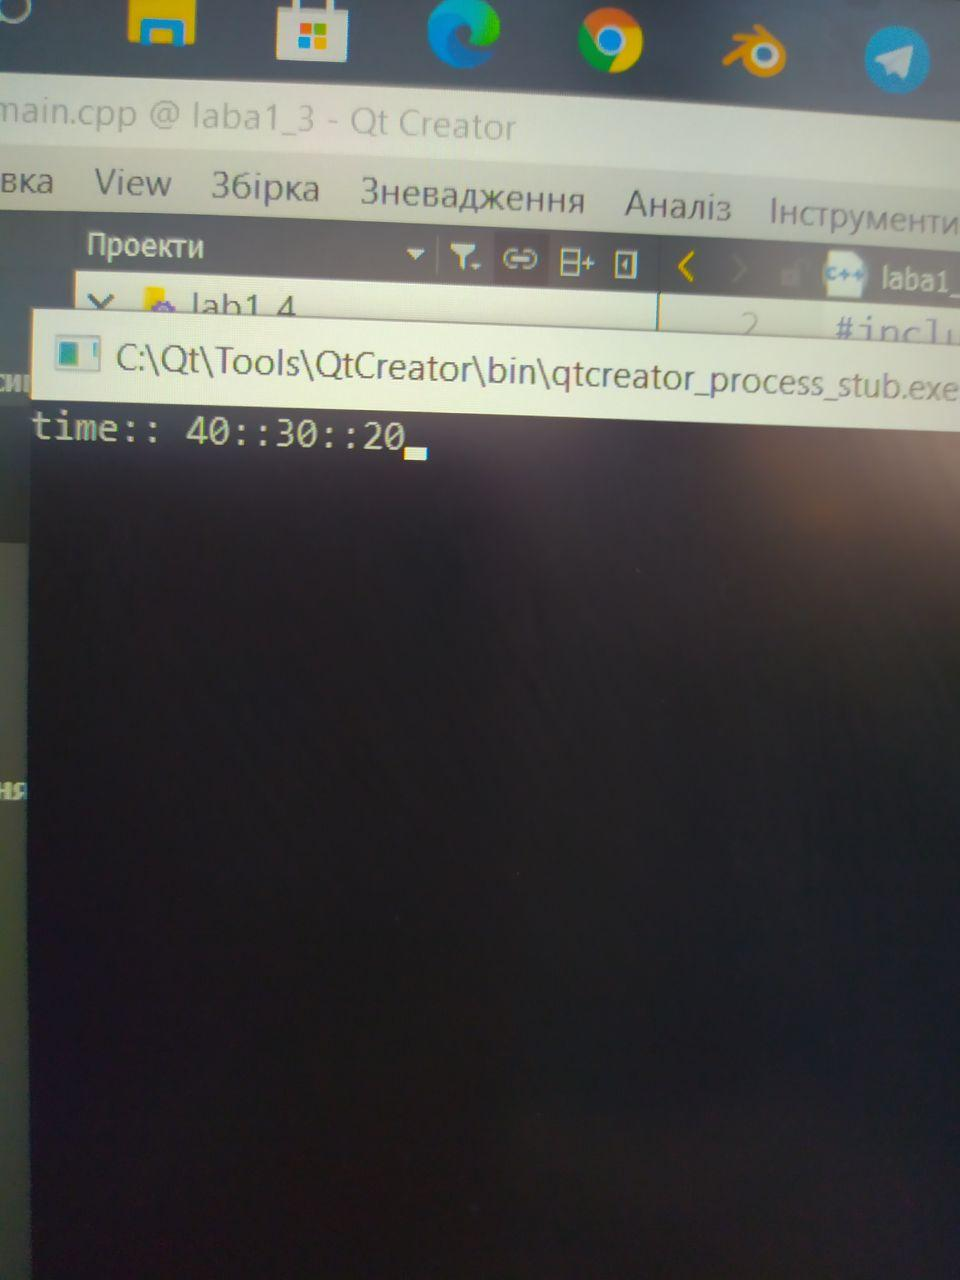 main.cpp @ laba1_3 - Qt Creator
View Збірка Зневадження Аналіз Інструменти
Проекти
laba1_
lab1_4
2 #inclu
C:\Qt\Tools\QtCreator\bin\qtcreator_process_stub.exe
time:: 40::30::20